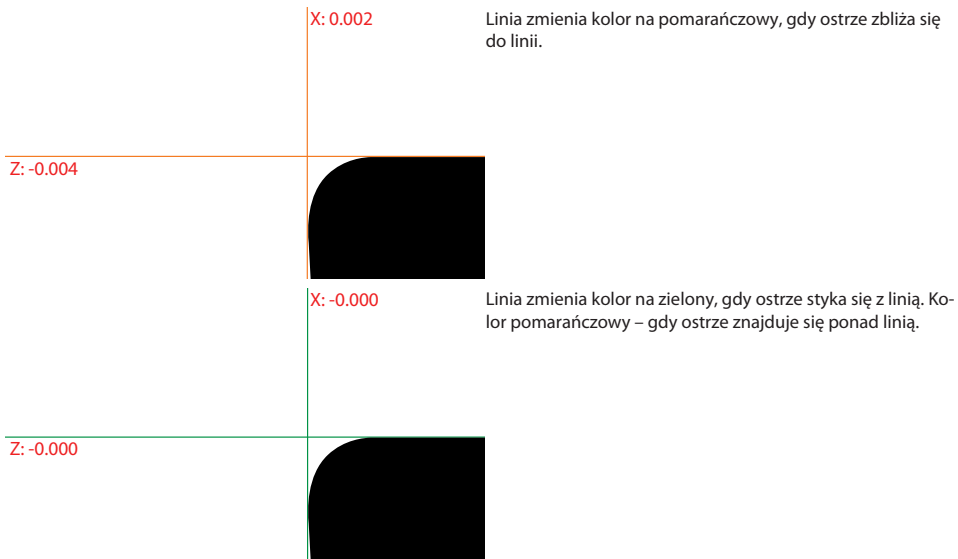 X: 0.002
Linia zmienia kolor na pomarańczowy, gdy ostrze zbliża się
do linii.
Z: -0.004
X: -0.000
Linia zmienia kolor na zielony, gdy ostrze styka się z linią. Ko-
lor pomarańczowy – gdy ostrze znajduje się ponad linią.
Z: -0.000